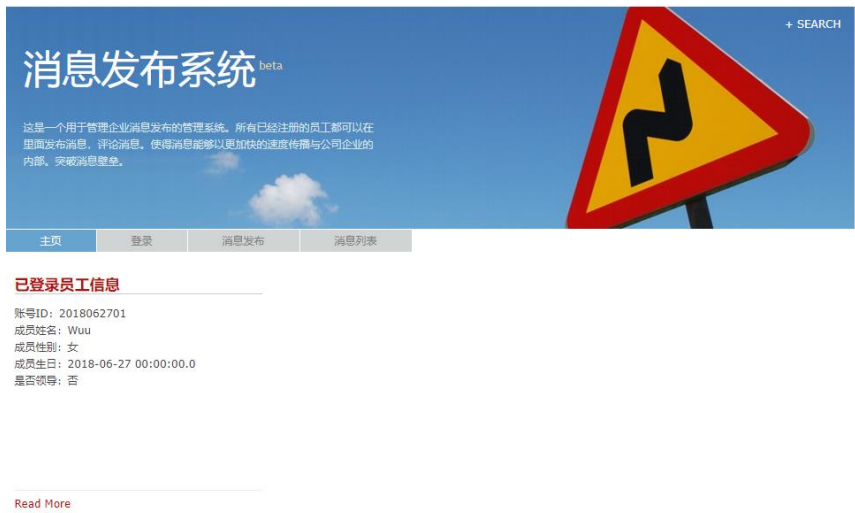 + SEARCH
消息发布系统 beta
这是一个用于管理企业消息发布的管理系统。所有已经注册的员工都可以在
里面发布消息，评论消息。使得消息能够以更加快的速度传播与公司企业的
内部。突破消息壁垒。
主页 登录 消息发布 消息列表
已登录员工信息
账号ID: 2018062701
成员姓名: Wuu
成员性别: 女
成员生日: 2018-06-27 00:00:00.0
是否领导: 否
Read More